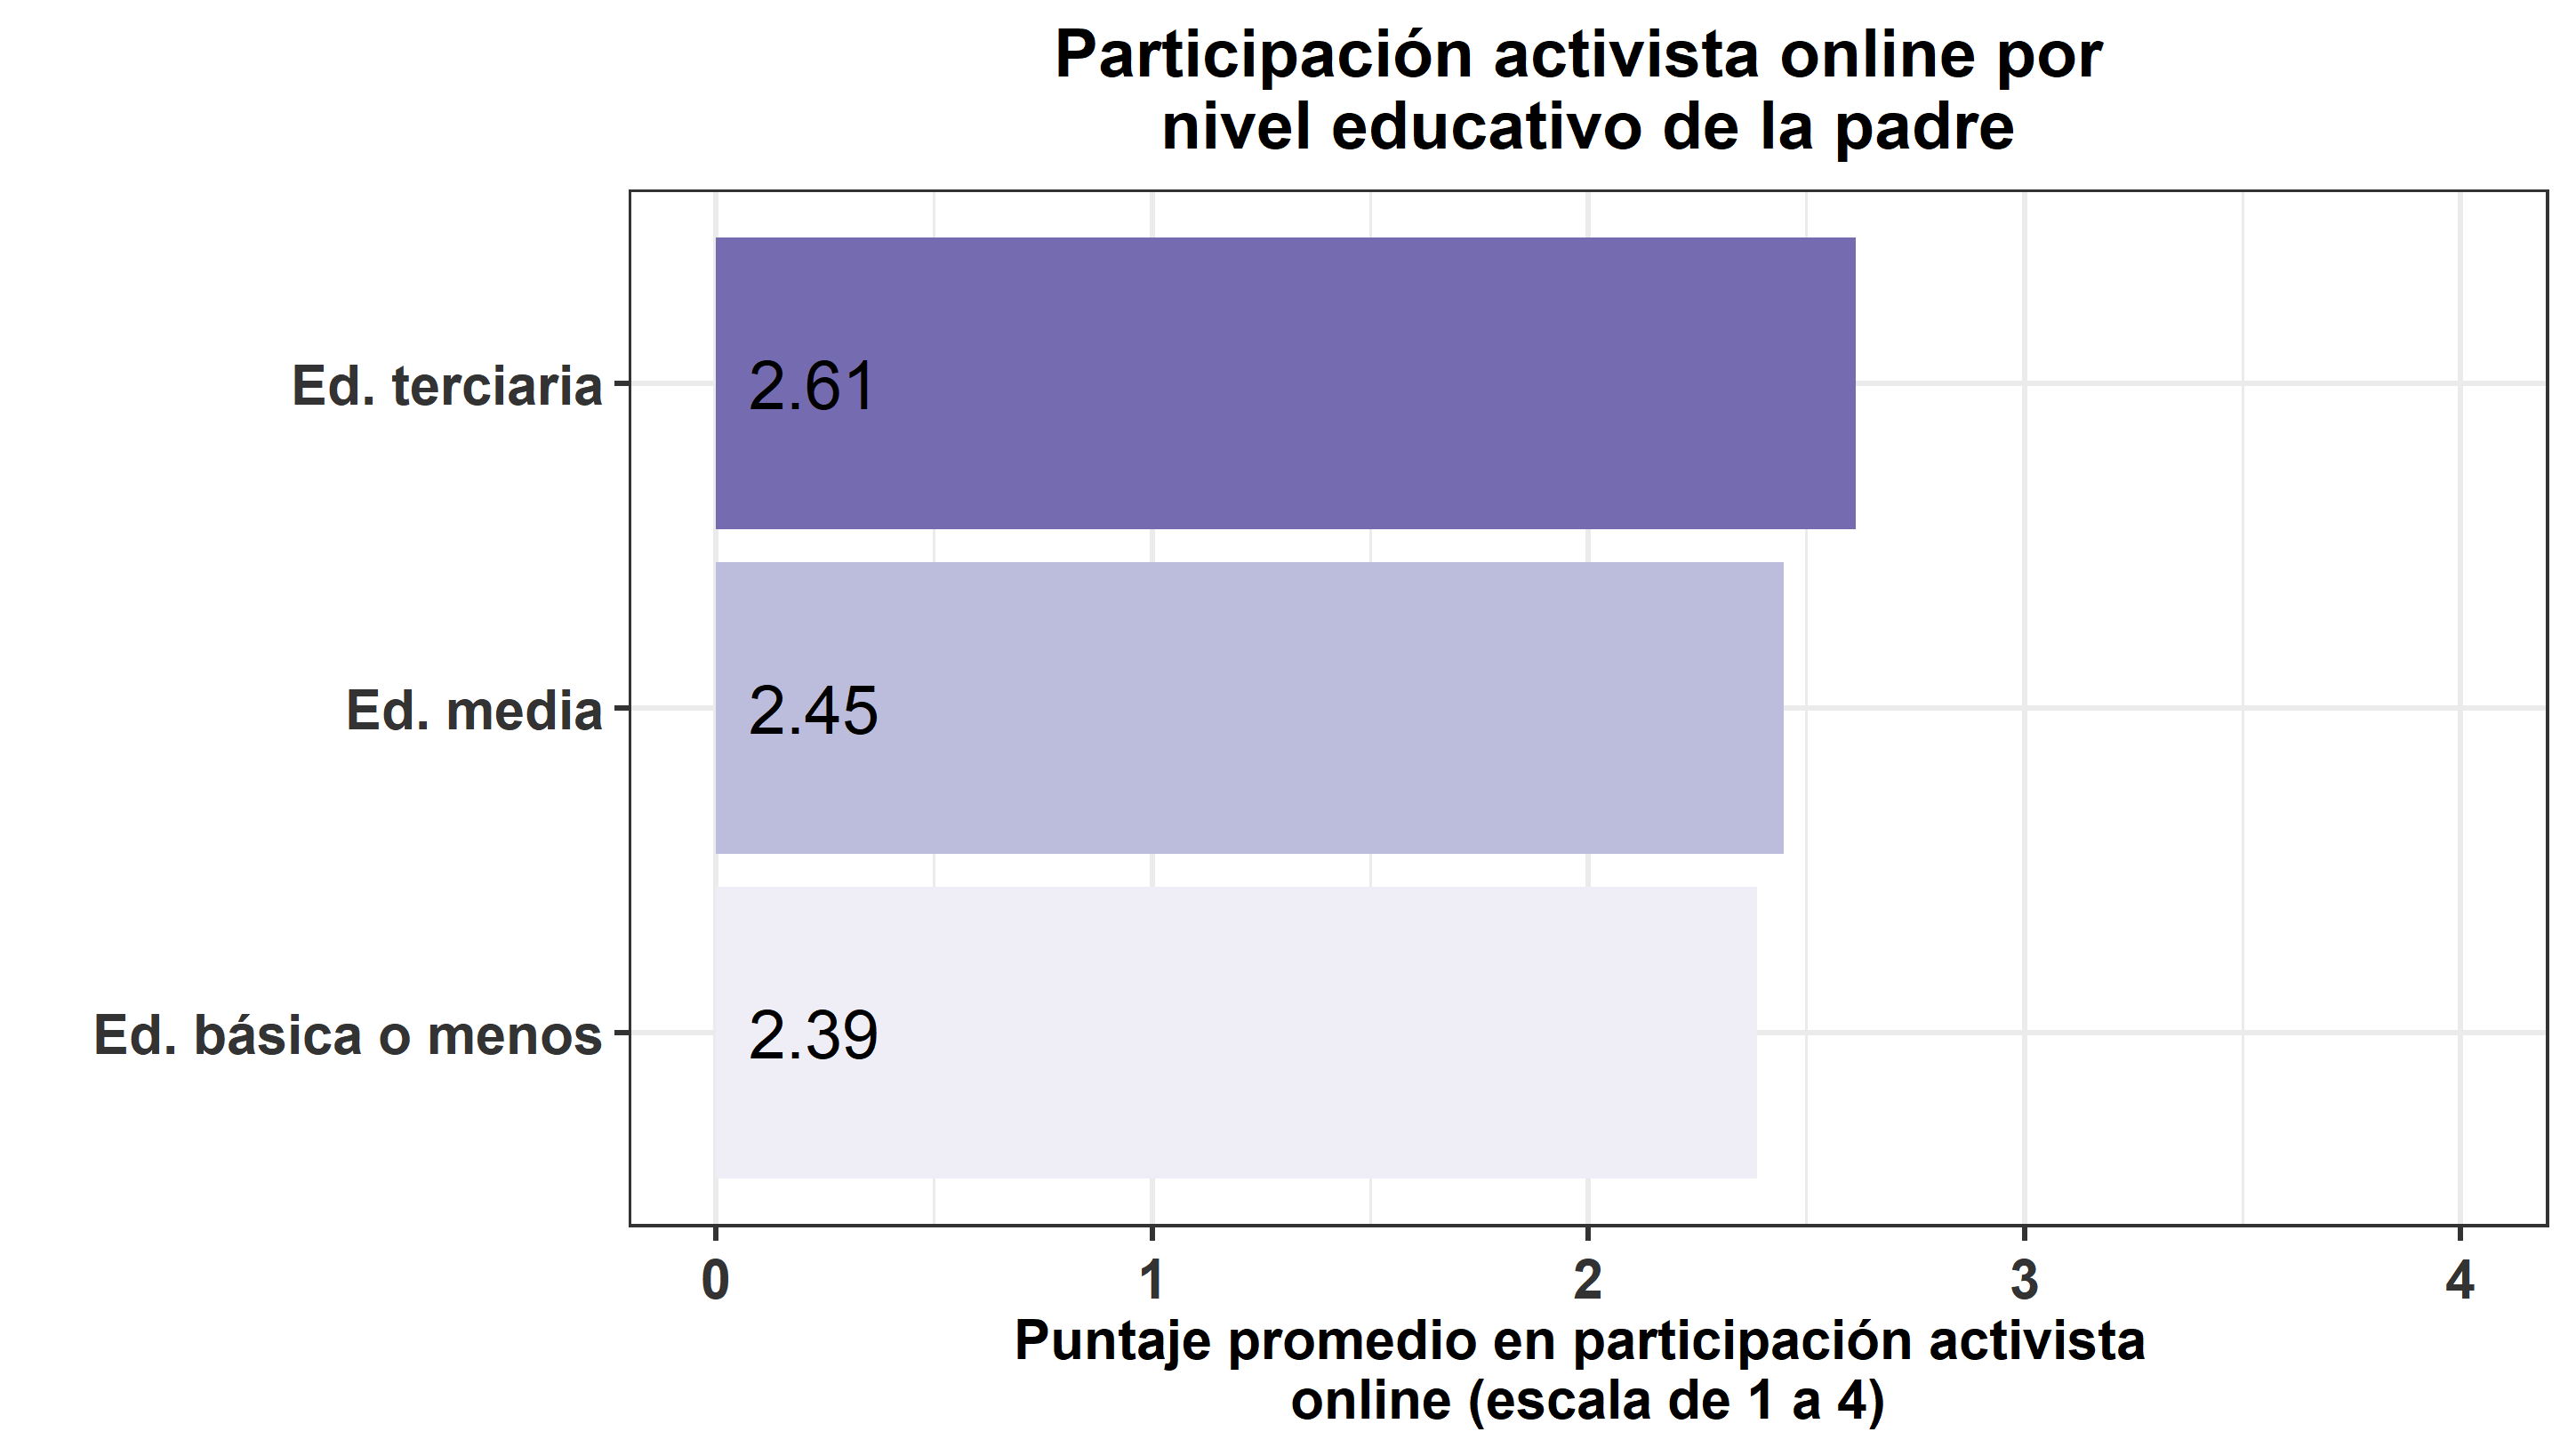 Participación activista online por
nivel educativo de la padre
Ed. terciaria
2.61
Ed. media
2.45
Ed. básica o menos
2.39
0 1 2 3 4
Puntaje promedio en participación activista
online (escala de 1 a 4)